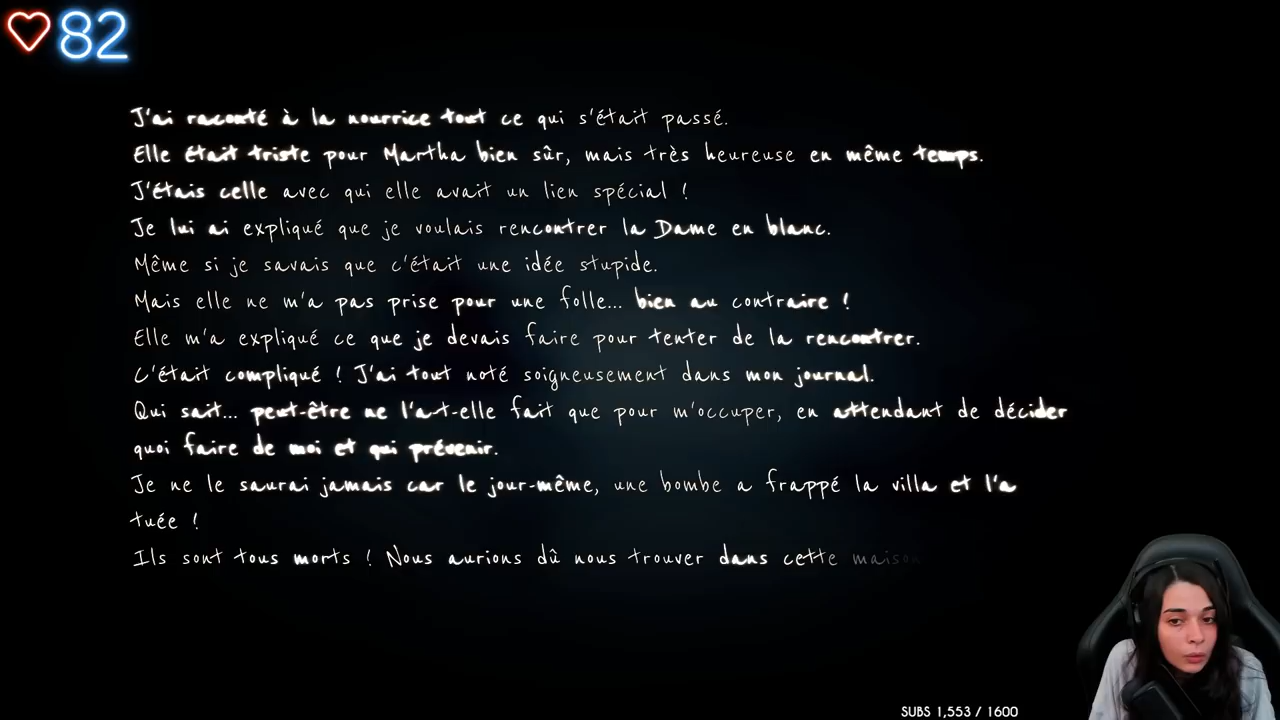 82
J'ai raconté à la nourrice tout ce qui s'était passé.
Elle était triste pour Martha bien sûr, mais très heureuse en même temps.
J'étais celle avec qui elle avait un lien spécial !
Je lui ai expliqué que je voulais rencontrer la Dame en blanc.
Même si je savais que c'était une idée stupide.
Mais elle ne m'a pas prise pour une folle... bien au contraire !
Elle m'a expliqué ce que je devais faire pour tenter de la rencontrer.
C'était compliqué ! J'ai tout noté soigneusement dans mon journal.
Qui sait... peut-être ne l'a-t-elle fait que pour m'occuper, en attendant de décider
quoi faire de moi et qui prévenir.
Je ne le saurai jamais car le jour-même, une bombe a frappé la villa et l'a
tuée !
Ils sont tous morts ! Nous aurions dû nous trouver dans cette maison
SUBS 1,553 / 1600